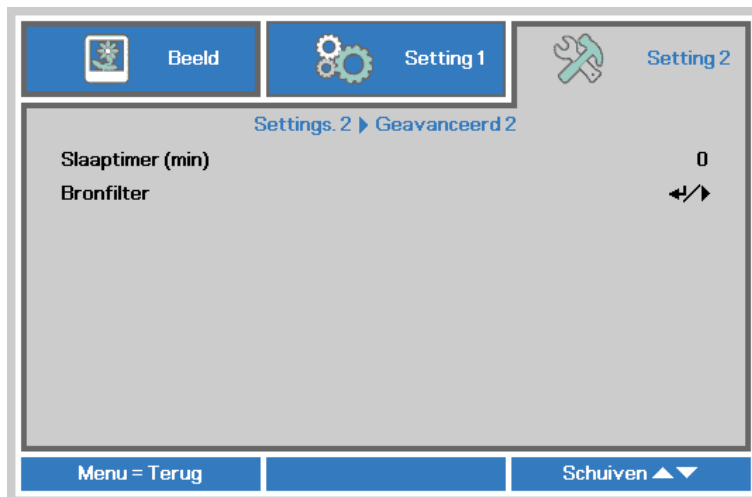 Beeld
Setting 1
Setting 2
Settings. 2 ▶ Geavanceerd 2
Slaaptimer (min) 0
Bronfilter ↵/▶
Menu = Terug
Schuiven ▲▼